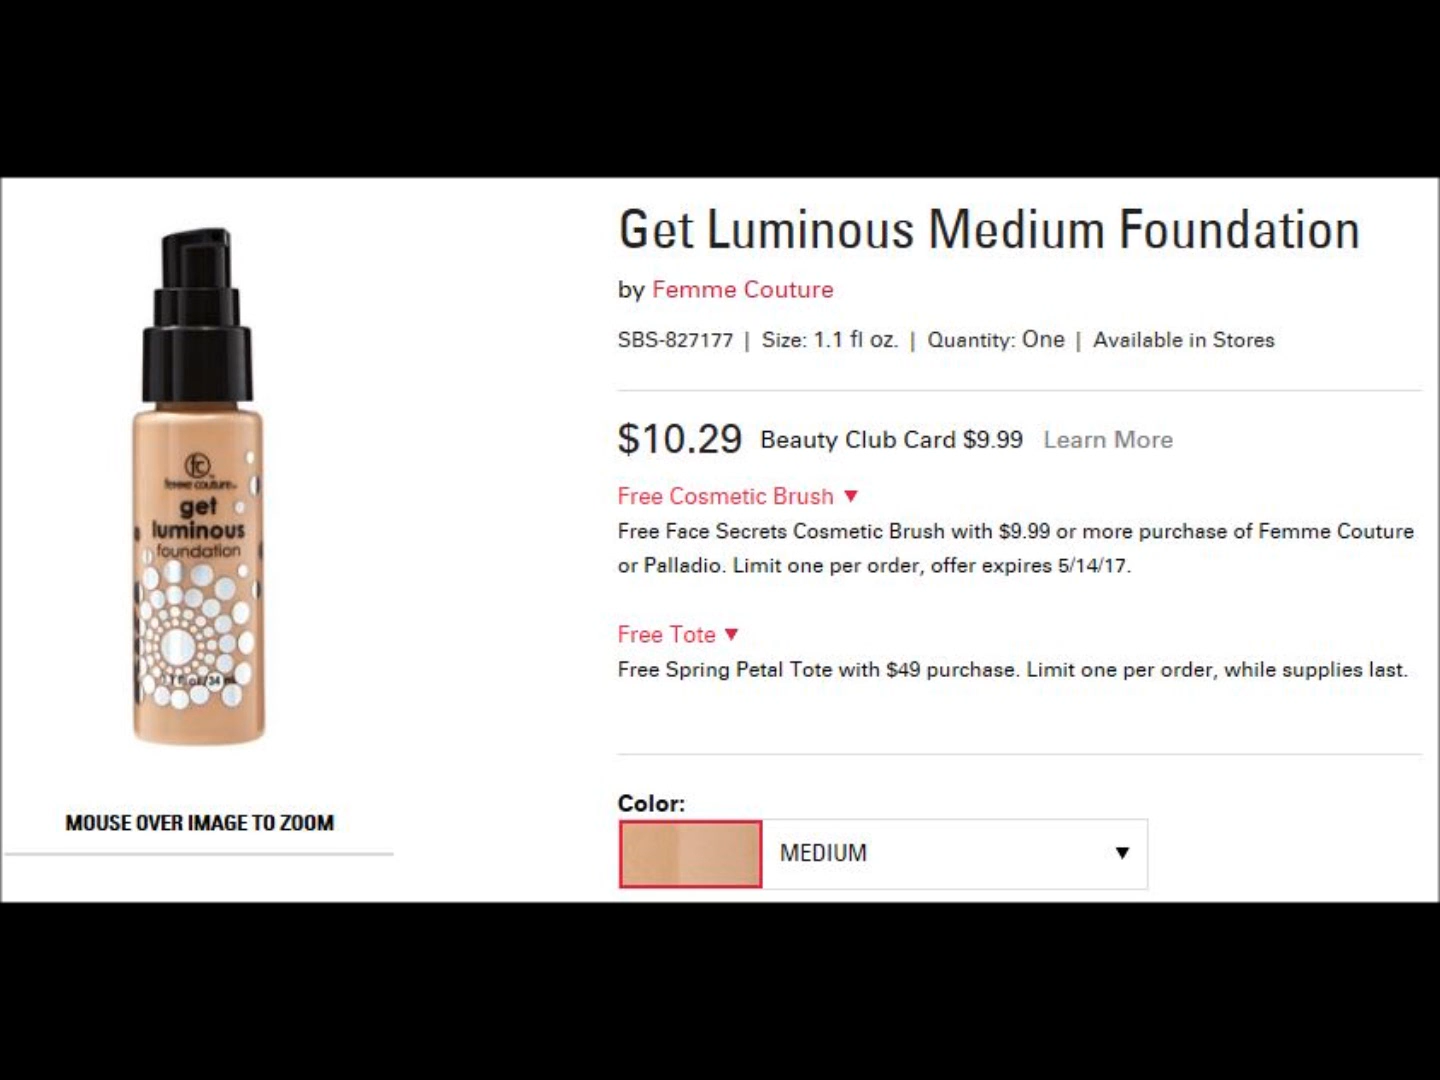 Get Luminous Medium Foundation
by Femme Couture
SBS-827177 | Size: 1.1 fl oz. | Quantity: One | Available in Stores
$10.29 Beauty Club Card $9.99 Learn More
Free Cosmetic Brush ▼
Free Face Secrets Cosmetic Brush with $9.99 or more purchase of Femme Couture
or Palladio. Limit one per order, offer expires 5/14/17.
Free Tote ▼
Free Spring Petal Tote with $49 purchase. Limit one per order, while supplies last.
Color:
MEDIUM ▼
fc
femme couture™
get
luminous
foundation
MOUSE OVER IMAGE TO ZOOM